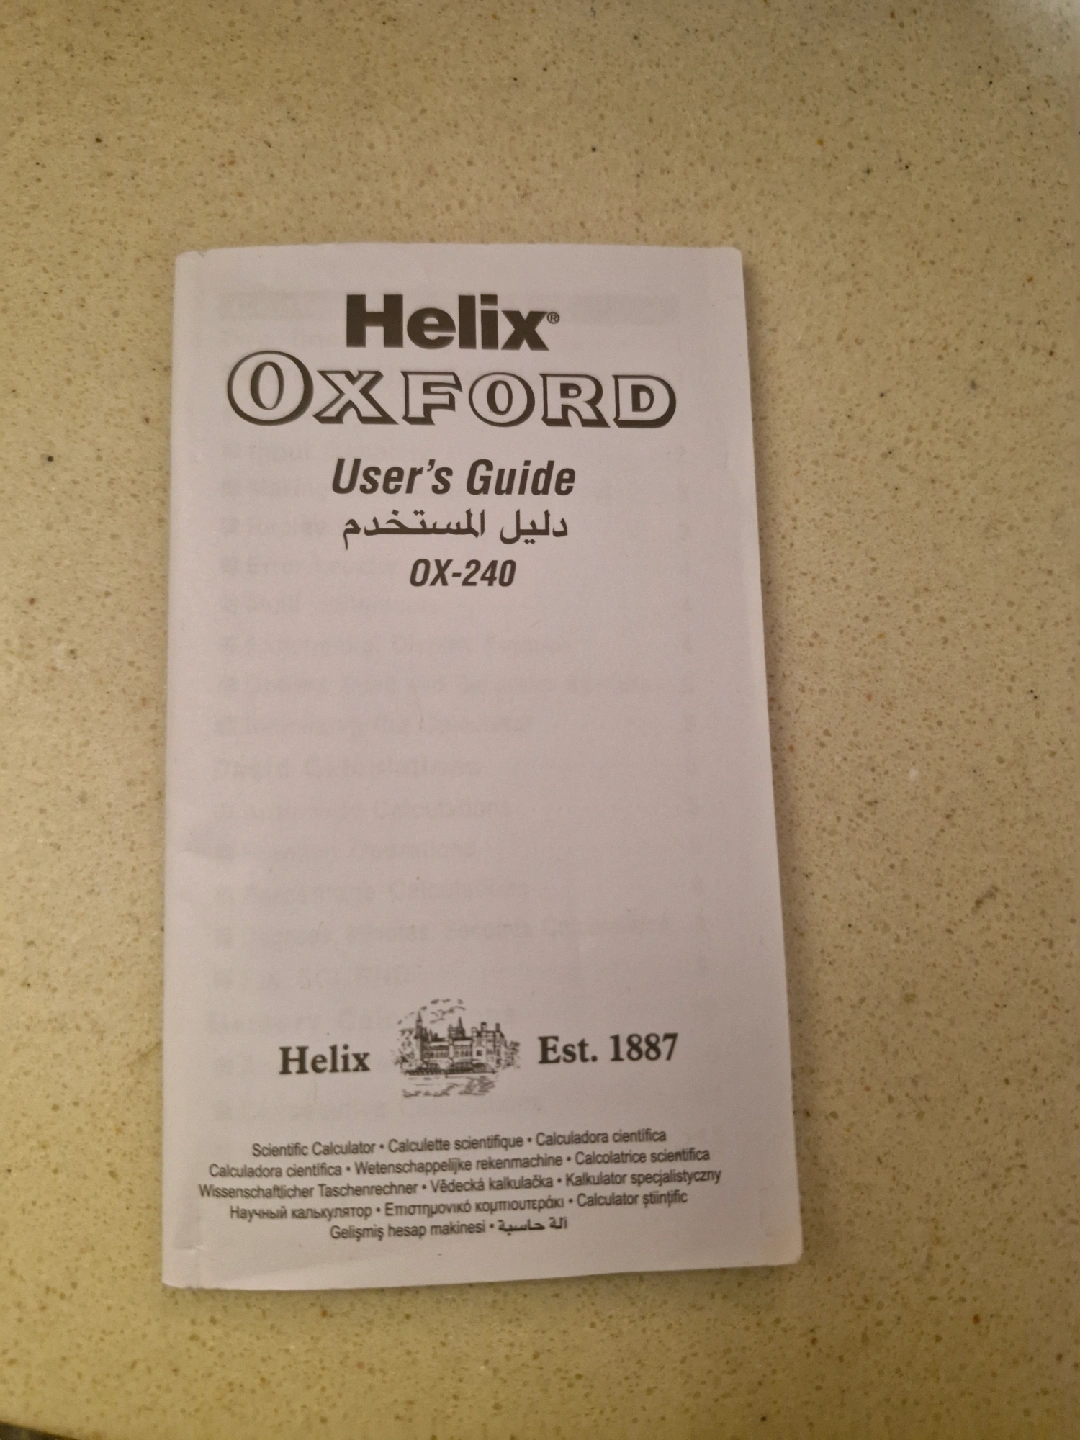 Helix®
OXFORD
User's Guide
دليل المستخدم
OX-240
Helix Est. 1887
Scientific Calculator • Calculette scientifique • Calculadora científica
Calculadora científica • Wetenschappelijke rekenmachine • Calcolatrice scientifica
Wissenschaftlicher Taschenrechner • Vědecká kalkulačka • Kalkulator specjalistyczny
Научный калькулятор • Επιστημονικό κομπιουτεράκι • Calculator științific
Gelişmiş hesap makinesi • آلة حاسبة